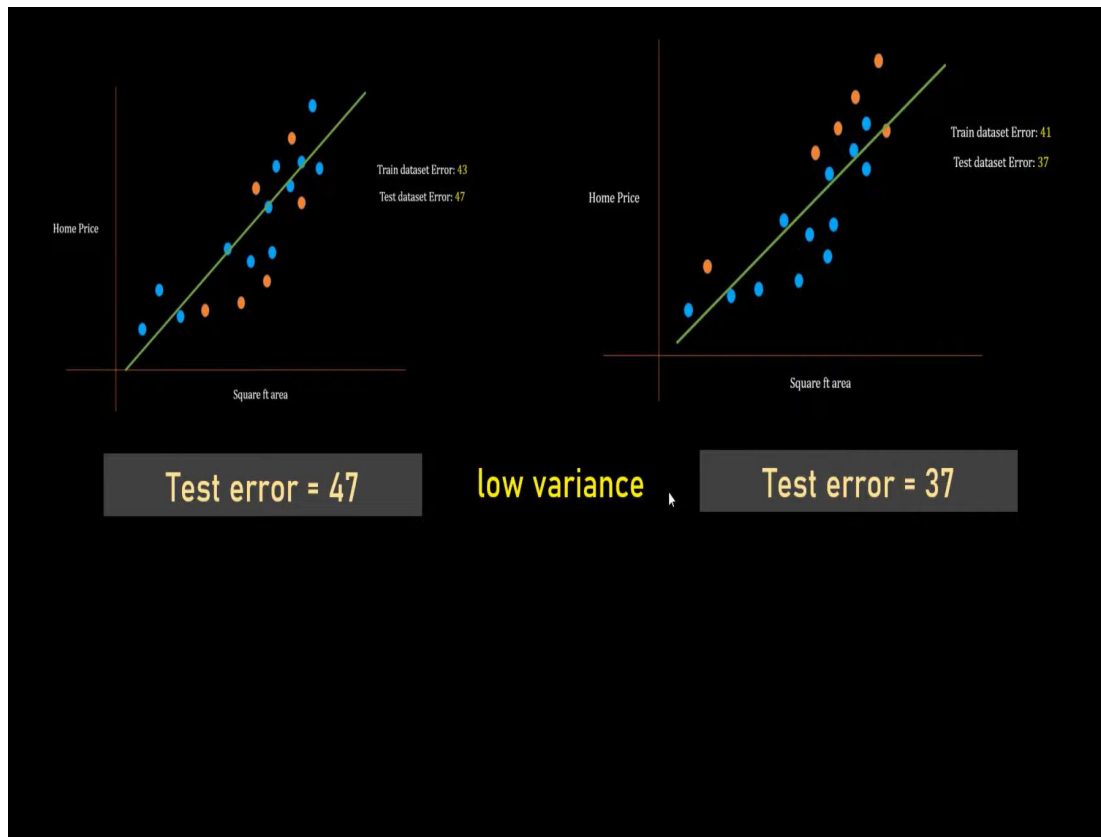 Train dataset Error: 43
Test dataset Error: 47
Home Price
Square ft area
Train dataset Error: 41
Test dataset Error: 37
Home Price
Square ft area
Test error = 47
low variance
Test error = 37